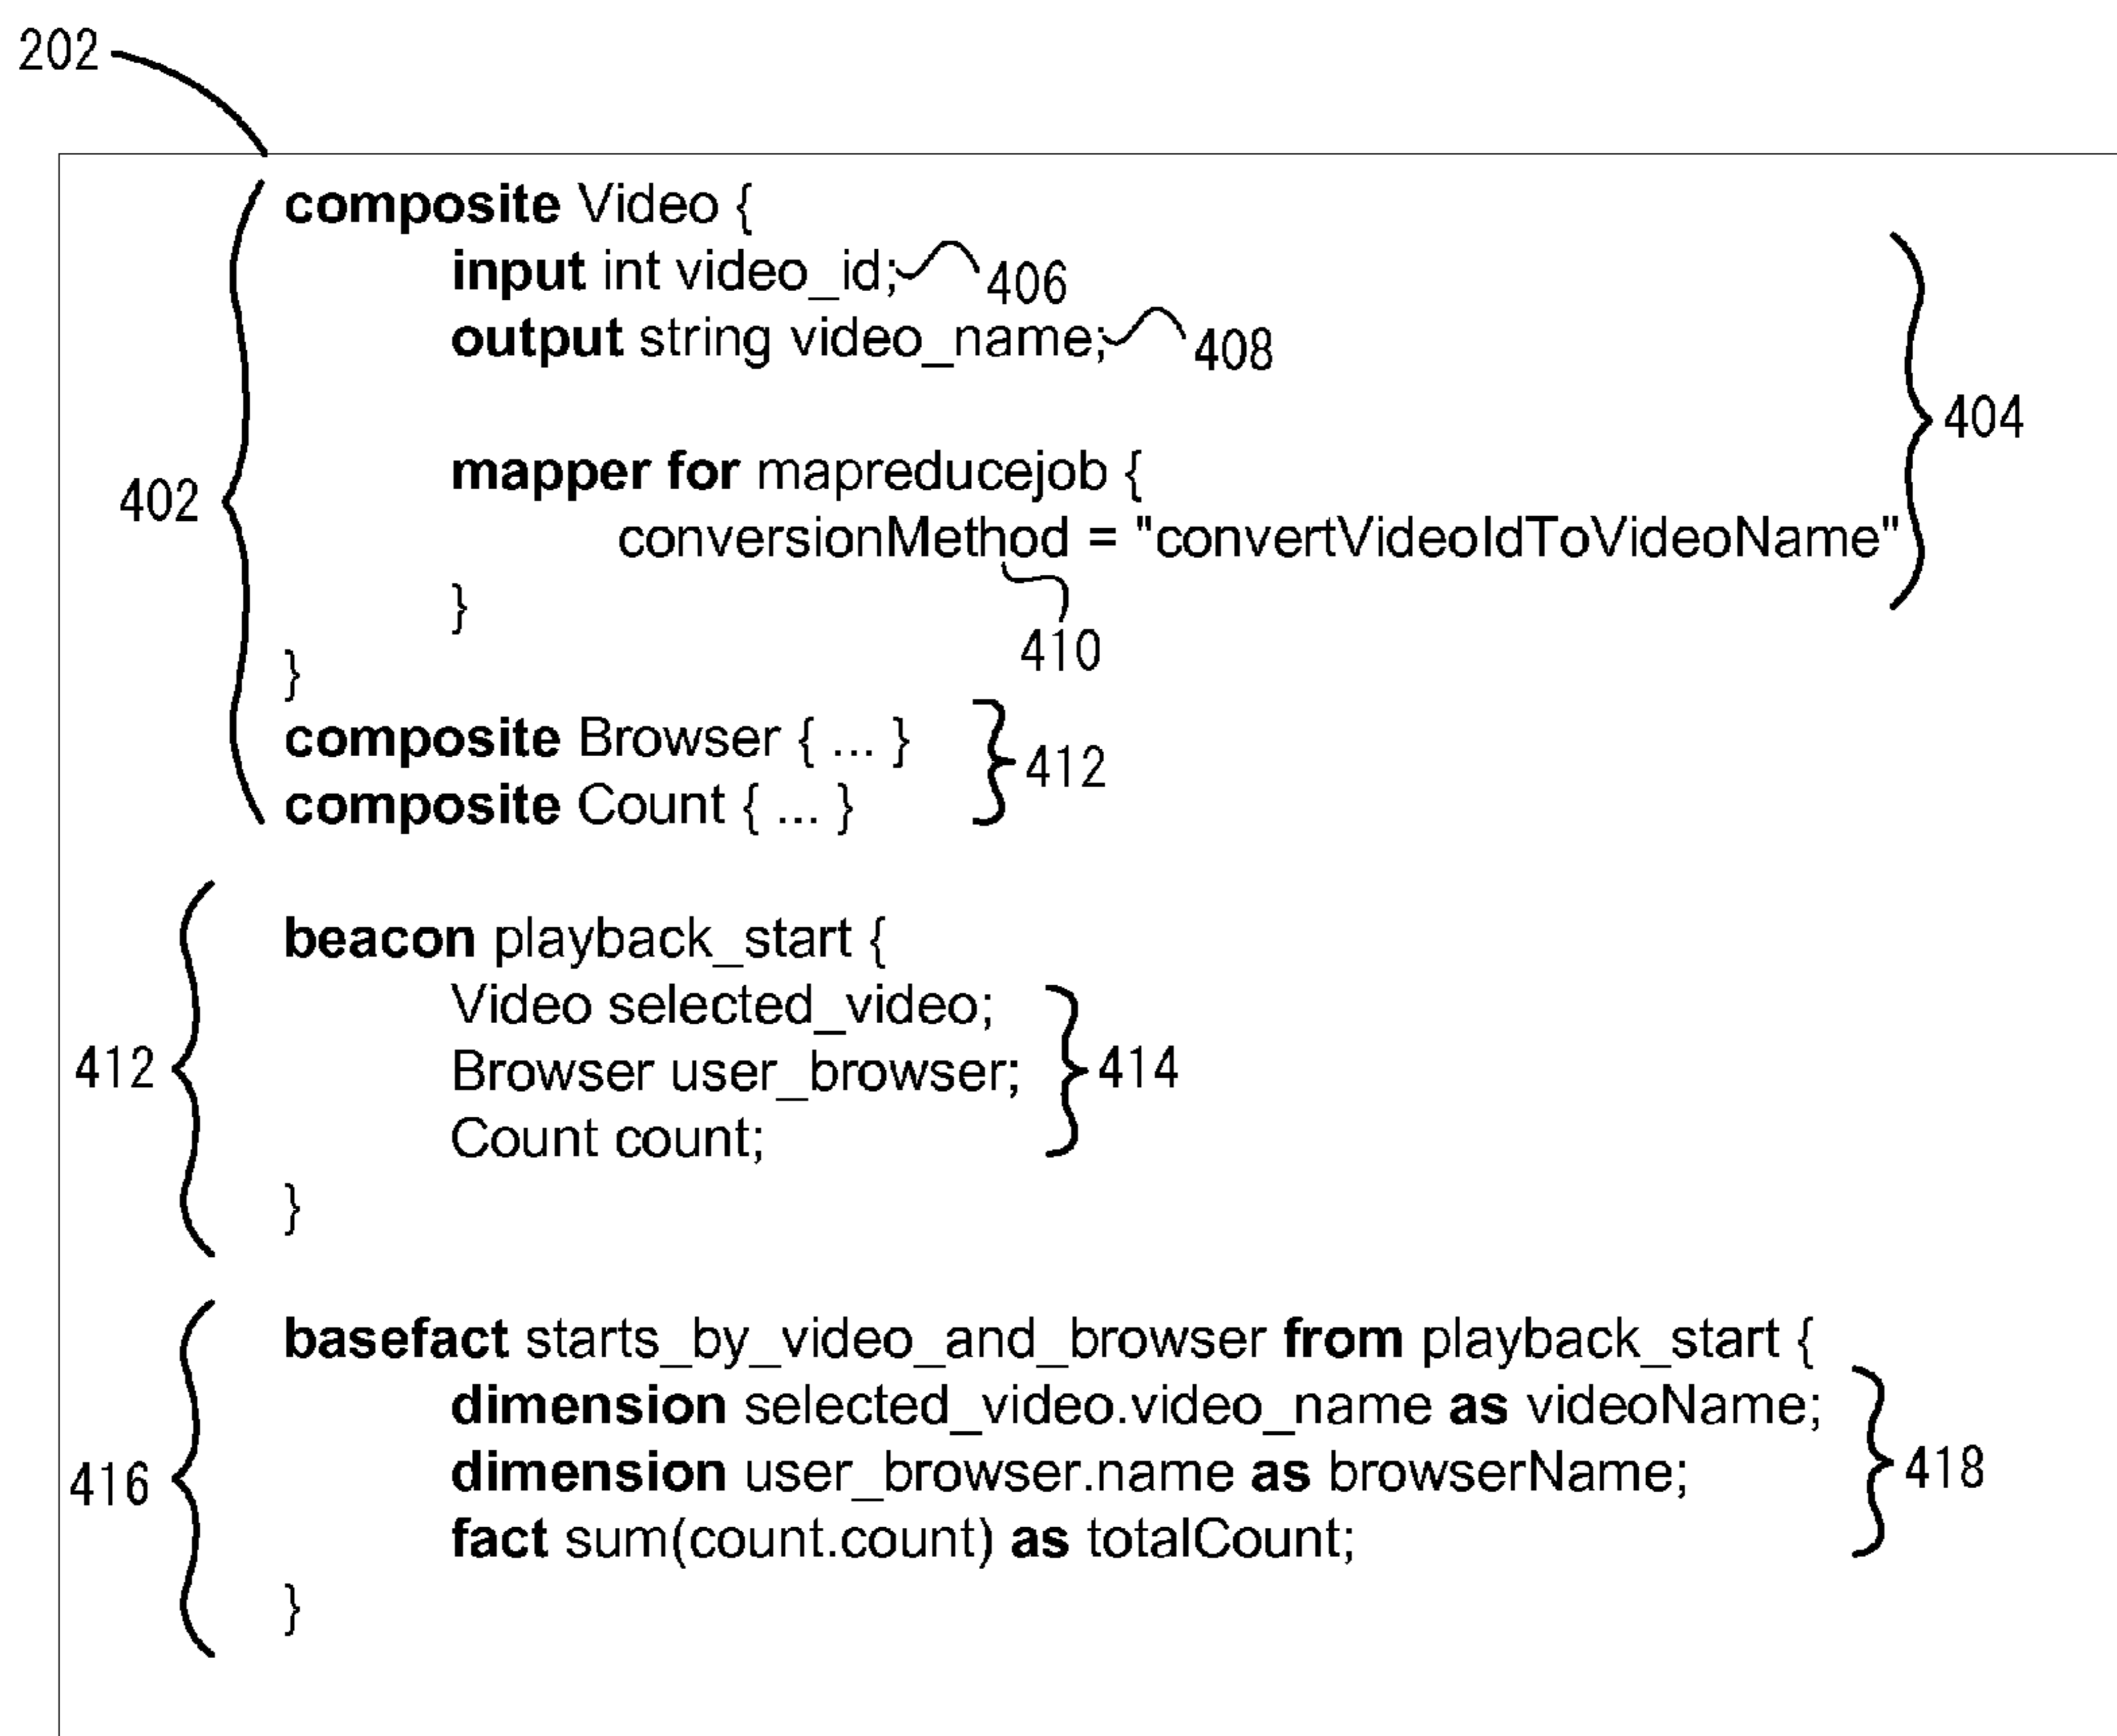 202
composite Video {
input int video_id; 406
output string video_name; 408
404
mapper for mapreducejob {
402
conversionMethod = "convertVideoIdToVideoName"
}
410
}
composite Browser { ... }
412
composite Count { ... }
beacon playback_start {
Video selected_video;
412 Browser user_browser; 414
Count count;
}
basefact starts_by_video_and_browser from playback_start {
dimension selected_video.video_name as videoName;
416 dimension user_browser.name as browserName; 418
fact sum(count.count) as totalCount;
}